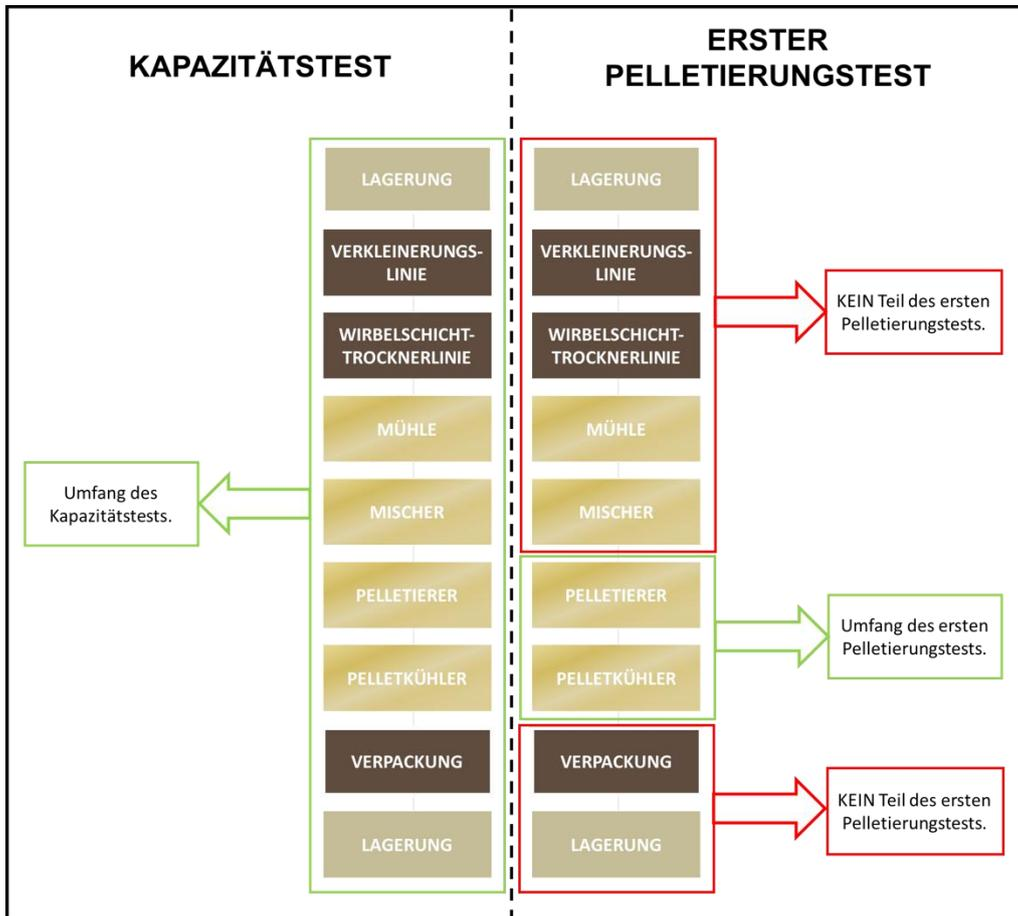 KAPAZITÄTSTEST
LAGERUNG
VERKLEINERUNGS-
LINIE
WIRBELSCHICHT-
TROCKNERLINIE
MÜHLE
MISCHER
PELLETIERER
PELLETKÜHLER
VERPACKUNG
LAGERUNG
Umfang des
Kapazitätstests.
ERSTER
PELLETIERUNGSTEST
LAGERUNG
VERKLEINERUNGS-
LINIE
WIRBELSCHICHT-
TROCKNERLINIE
MÜHLE
MISCHER
KEIN Teil des ersten
Pelletierungstests.
PELLETIERER
PELLETKÜHLER
Umfang des ersten
Pelletierungstests.
VERPACKUNG
LAGERUNG
KEIN Teil des ersten
Pelletierungstests.